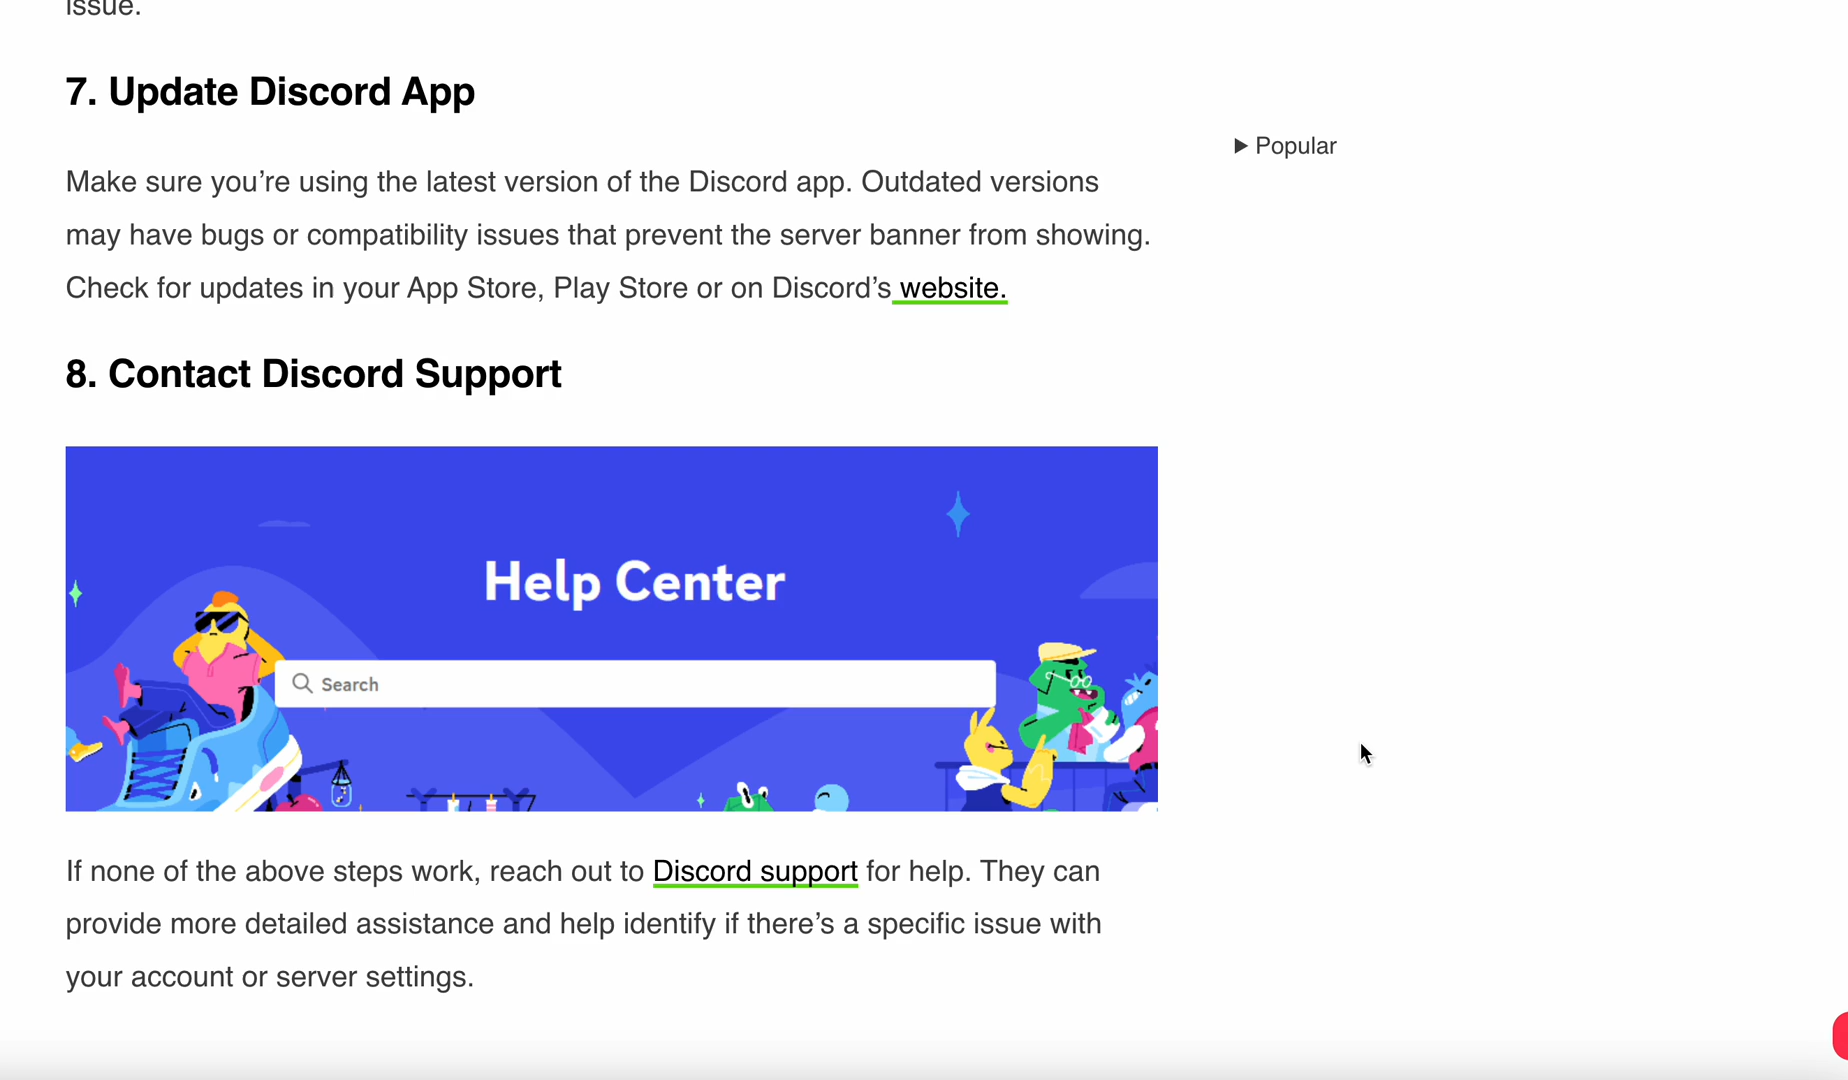 issue.
7. Update Discord App
Popular
Make sure you’re using the latest version of the Discord app. Outdated versions
may have bugs or compatibility issues that prevent the server banner from showing.
Check for updates in your App Store, Play Store or on Discord’s website.
8. Contact Discord Support
Help Center
Search
If none of the above steps work, reach out to Discord support for help. They can
provide more detailed assistance and help identify if there’s a specific issue with
your account or server settings.